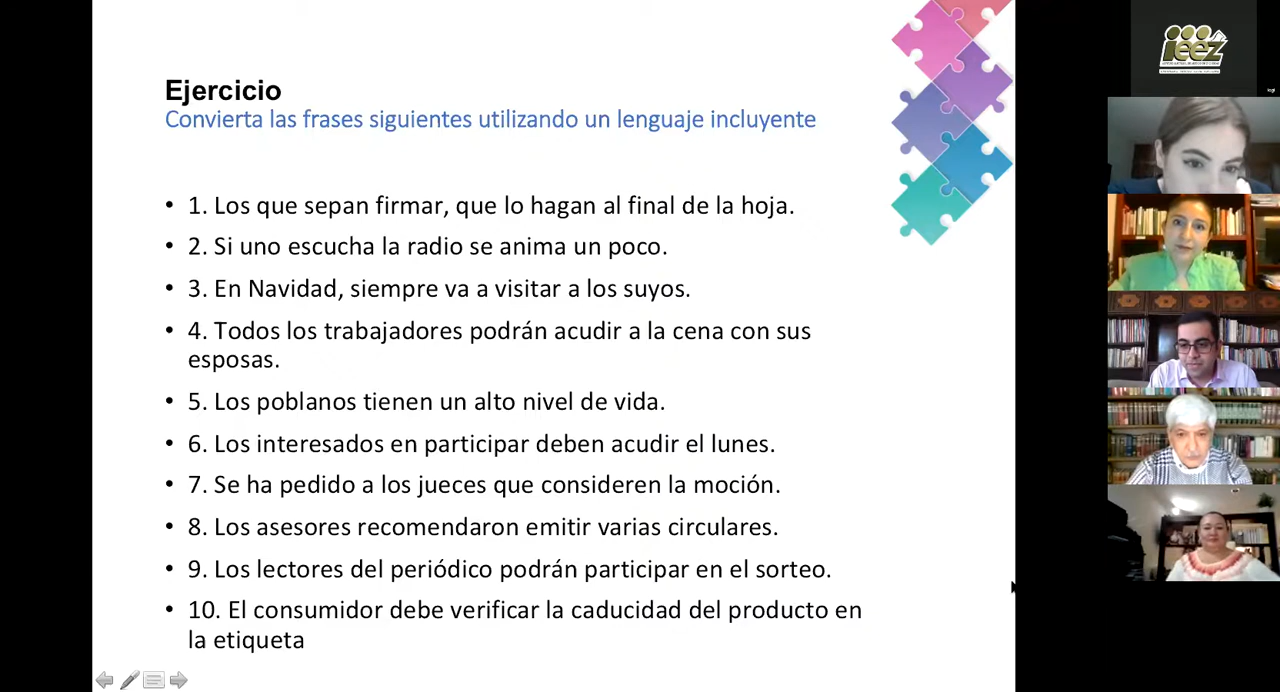 Ejercicio
Convierta las frases siguientes utilizando un lenguaje incluyente
• 1. Los que sepan firmar, que lo hagan al final de la hoja.
• 2. Si uno escucha la radio se anima un poco.
• 3. En Navidad, siempre va a visitar a los suyos.
• 4. Todos los trabajadores podrán acudir a la cena con sus
esposas.
• 5. Los poblanos tienen un alto nivel de vida.
• 6. Los interesados en participar deben acudir el lunes.
• 7. Se ha pedido a los jueces que consideren la moción.
• 8. Los asesores recomendaron emitir varias circulares.
• 9. Los lectores del periódico podrán participar en el sorteo.
• 10. El consumidor debe verificar la caducidad del producto en
la etiqueta
ieez